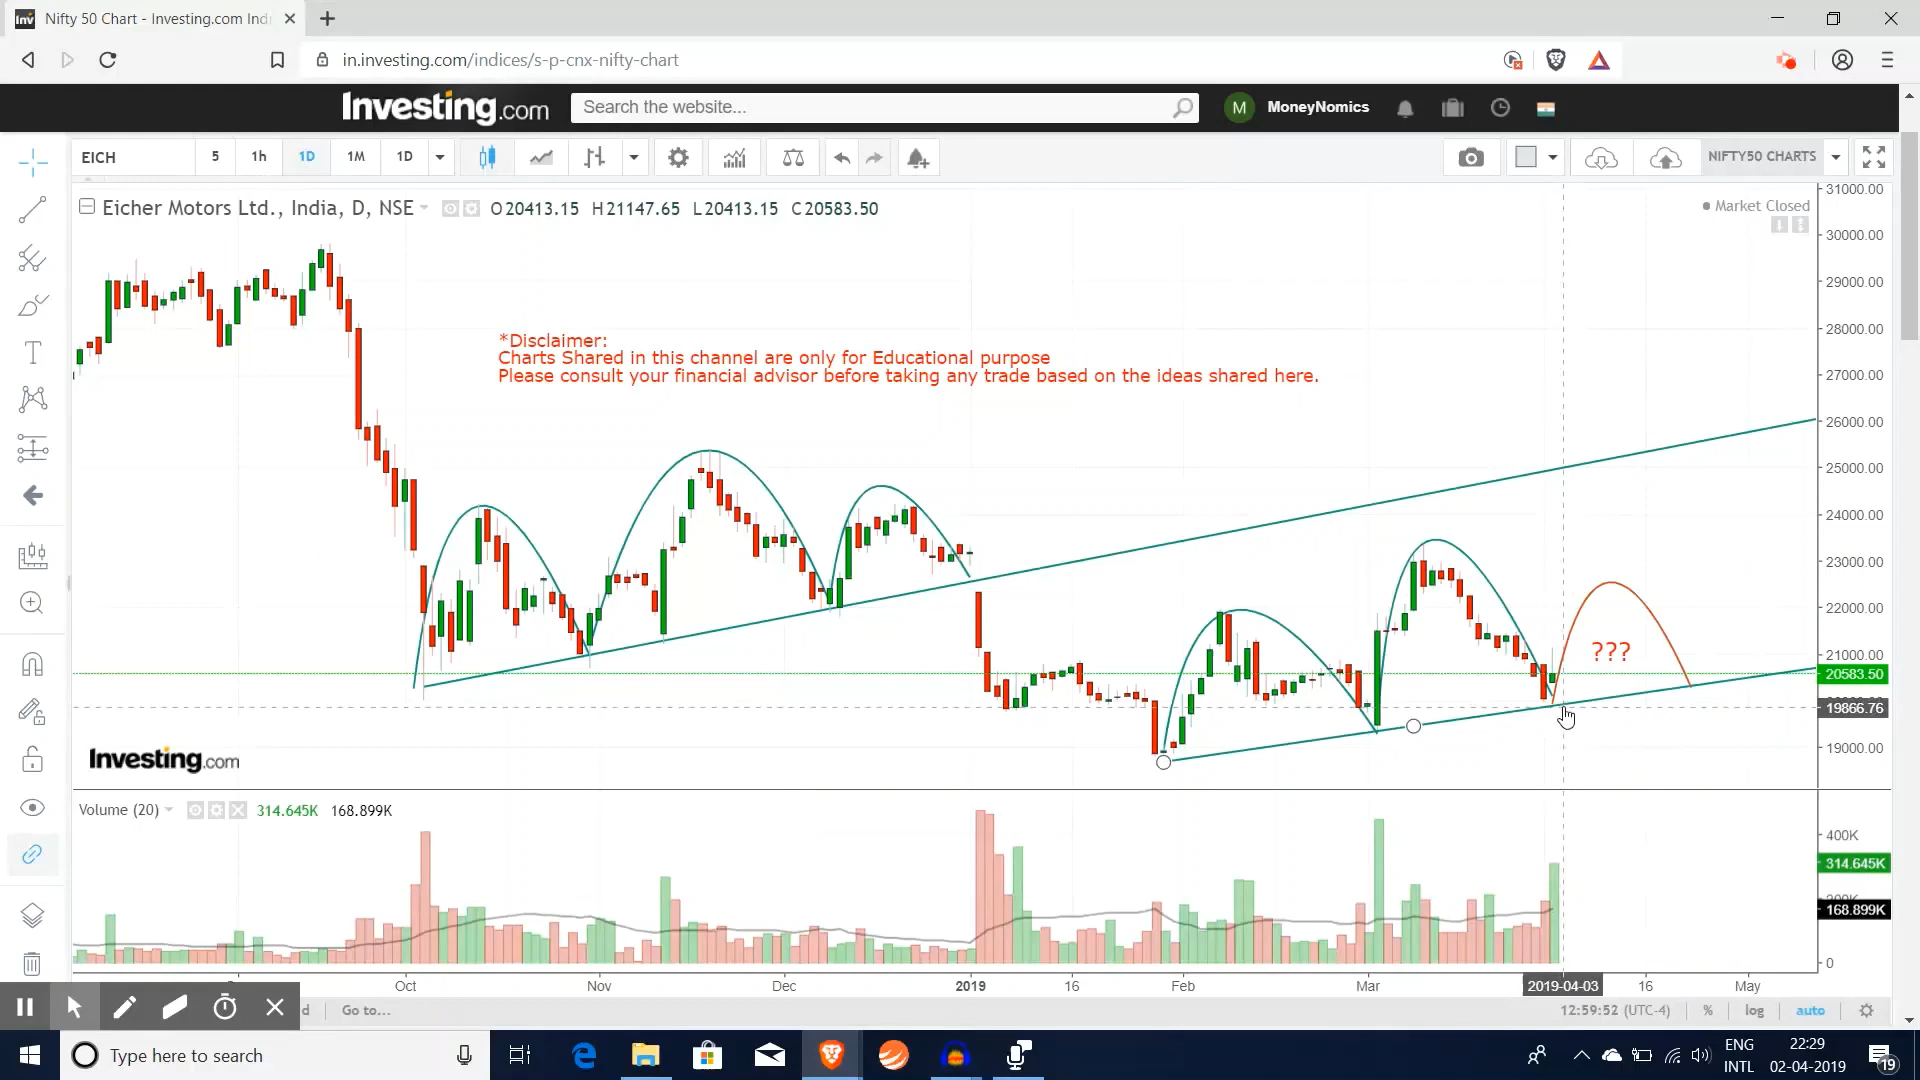 Nifty 50 Chart - Investing.com Indi
in.investing.com/indices/s-p-cnx-nifty-chart
Investing.com
Search the website...
M
MoneyNomics
EICH
5
1h
1D
1M
1D
NIFTY50 CHARTS
Eicher Motors Ltd., India, D, NSE
O20413.15 H21147.65 L20413.15 C20583.50
Market Closed
*Disclaimer:
Charts Shared in this channel are only for Educational purpose
Please consult your financial advisor before taking any trade based on the ideas shared here.
31000.00
30000.00
29000.00
28000.00
27000.00
26000.00
25000.00
24000.00
23000.00
22000.00
21000.00
???
20583.50
19866.76
19000.00
Investing.com
Volume (20)
314.645K 168.899K
400K
314.645K
168.899K
0
Oct
Nov
Dec
2019
16
Feb
Mar
2019-04-03
16
May
Go to...
12:59:52 (UTC-4)
%
log
auto
Type here to search
ENG
INTL
22:29
02-04-2019
19